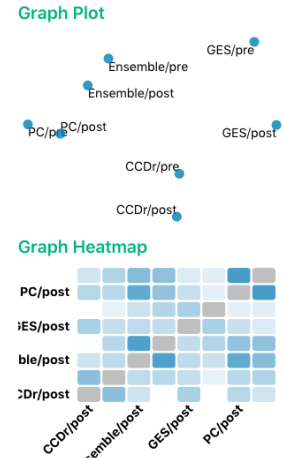 Graph Plot
GES/pre
Ensemble/pre
Ensemble/post
PC/pre
PC/post
GES/post
CCDr/pre
CCDr/post
Graph Heatmap
PC/post
GES/post
ble/post
CDr/post
CCDr/post
semble/post
GES/post
PC/post